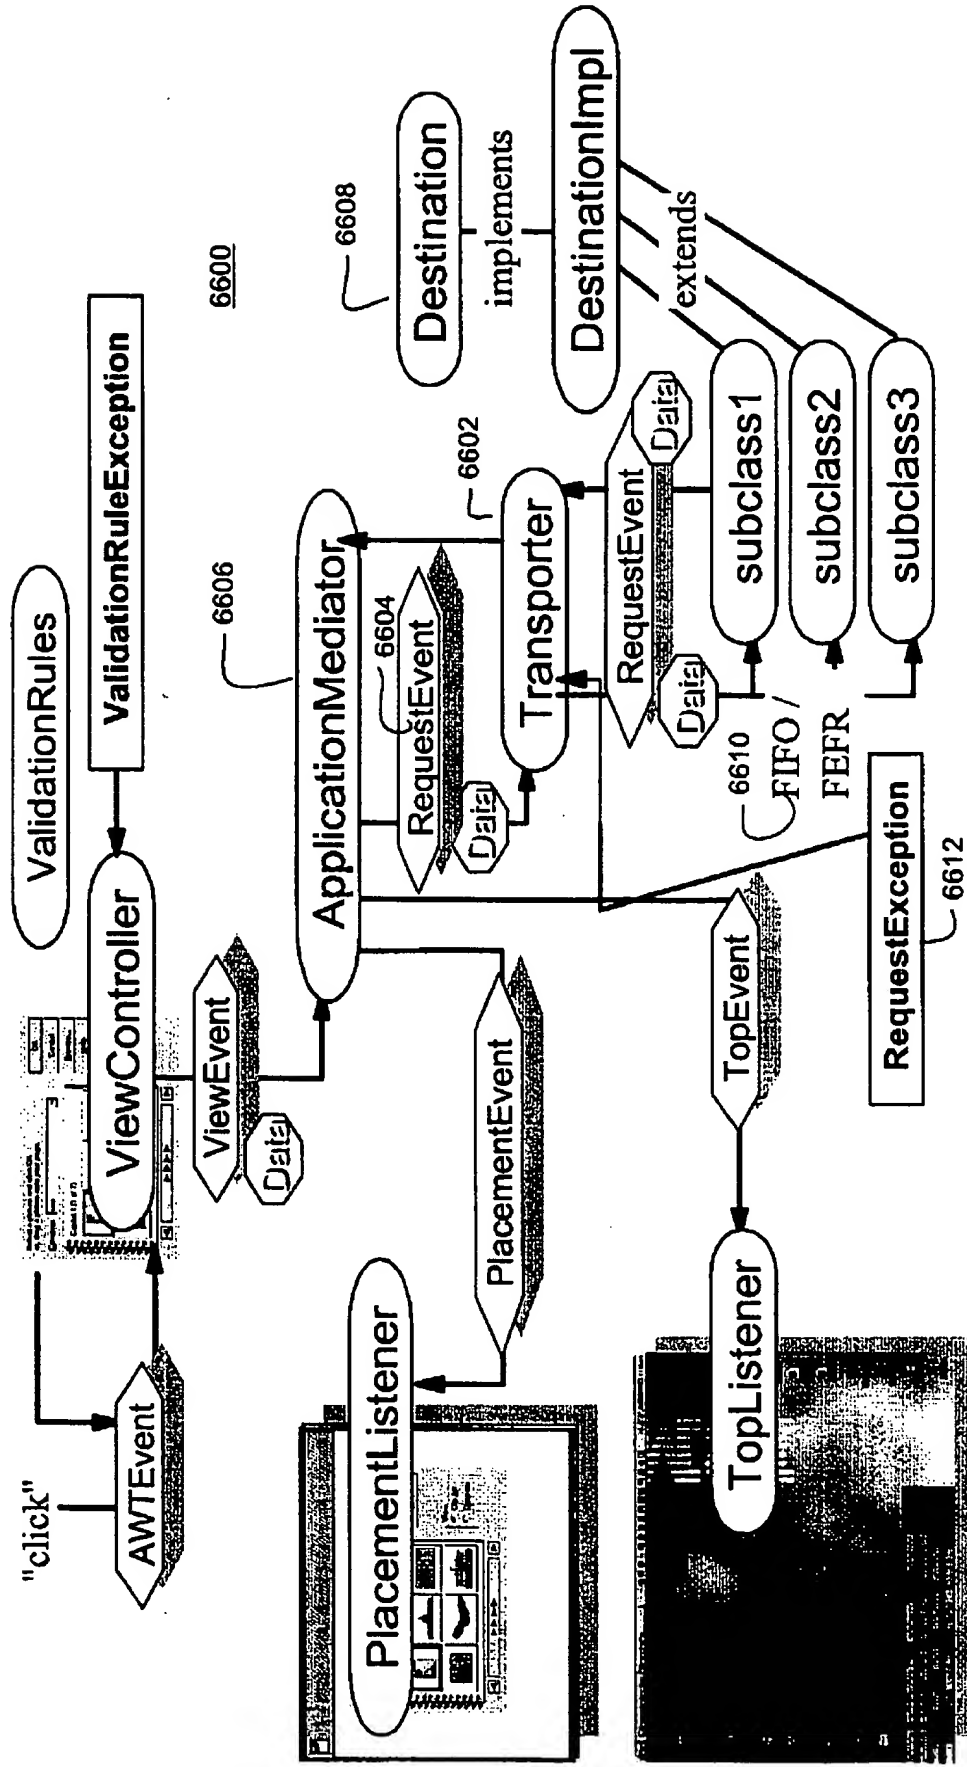 "click"
AWTEvent
ViewController
ValidationRules
ValidationRuleException
ViewEvent
Data
6600
6606
ApplicationMediator
PlacementListener
PlacementEvent
RequestEvent
6604
Data
6602
Transporter
6608
Destination
implements
DestinationImpl
extends
RequestEvent
Data
Data
6610
FIFO /
FEFR
subclass1
subclass2
subclass3
TopListener
TopEvent
RequestException
6612